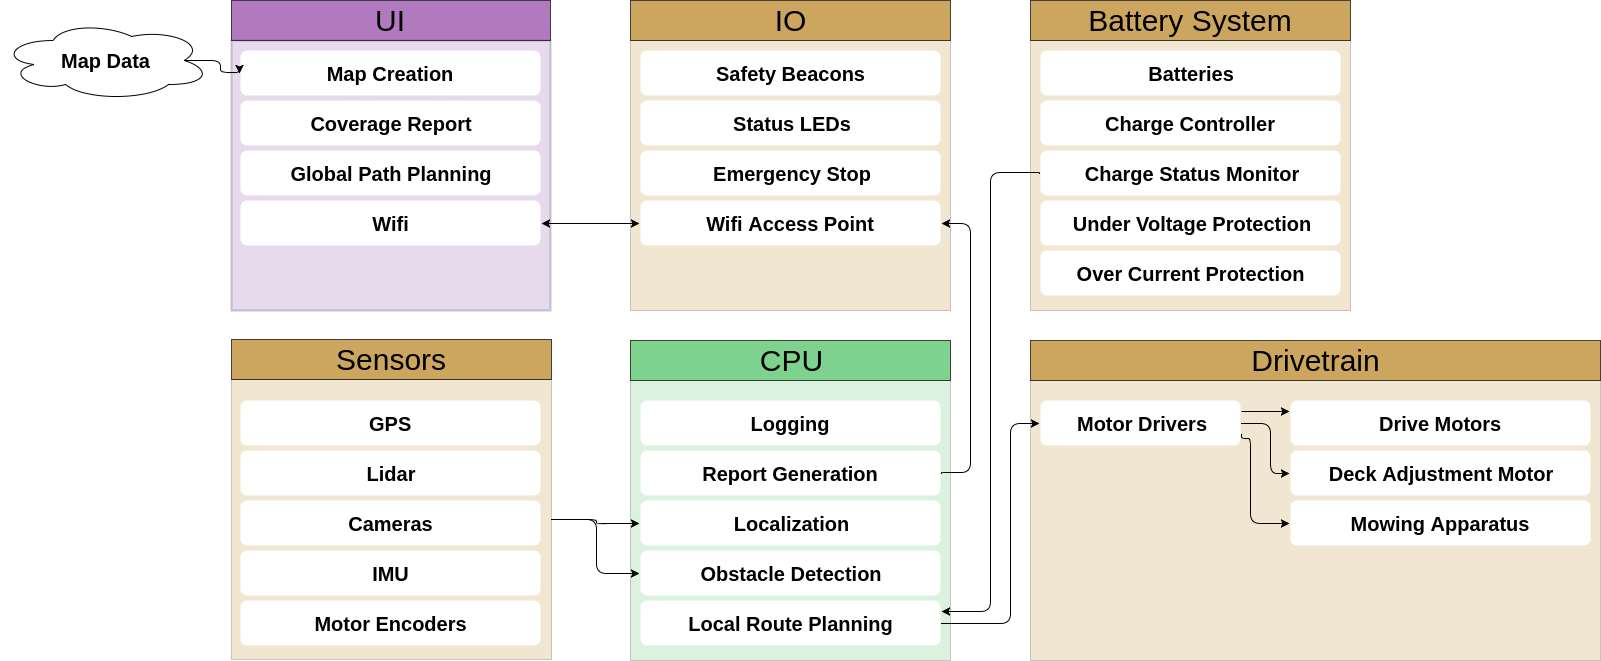 Map Data
UI
Map Creation
Coverage Report
Global Path Planning
Wifi
IO
Safety Beacons
Status LEDs
Emergency Stop
Wifi Access Point
Battery System
Batteries
Charge Controller
Charge Status Monitor
Under Voltage Protection
Over Current Protection
Sensors
GPS
Lidar
Cameras
IMU
Motor Encoders
CPU
Logging
Report Generation
Localization
Obstacle Detection
Local Route Planning
Drivetrain
Motor Drivers
Drive Motors
Deck Adjustment Motor
Mowing Apparatus